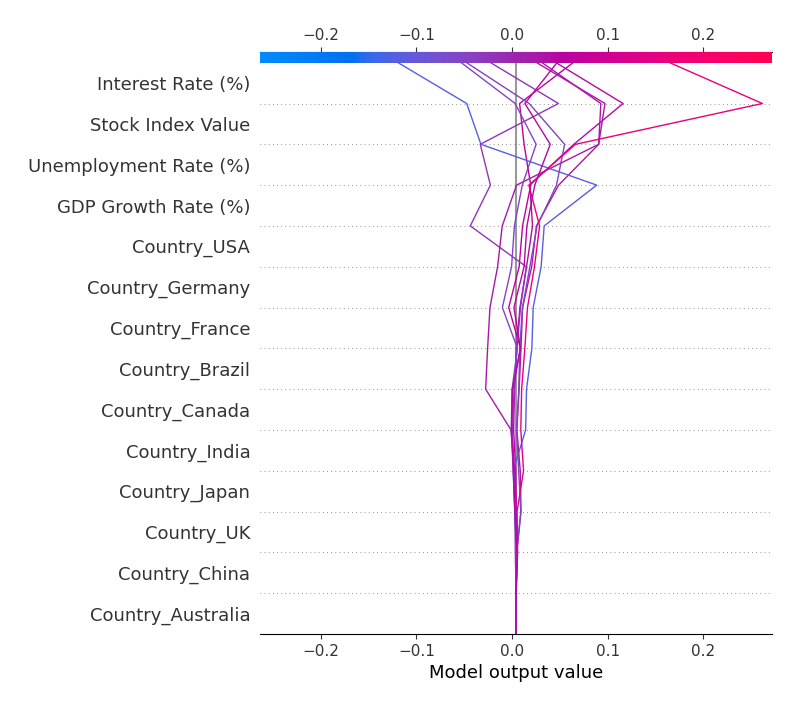 −0.2 −0.1 0.0 0.1 0.2
Interest Rate (%)
Stock Index Value
Unemployment Rate (%)
GDP Growth Rate (%)
Country_USA
Country_Germany
Country_France
Country_Brazil
Country_Canada
Country_India
Country_Japan
Country_UK
Country_China
Country_Australia
−0.2 −0.1 0.0 0.1 0.2
Model output value